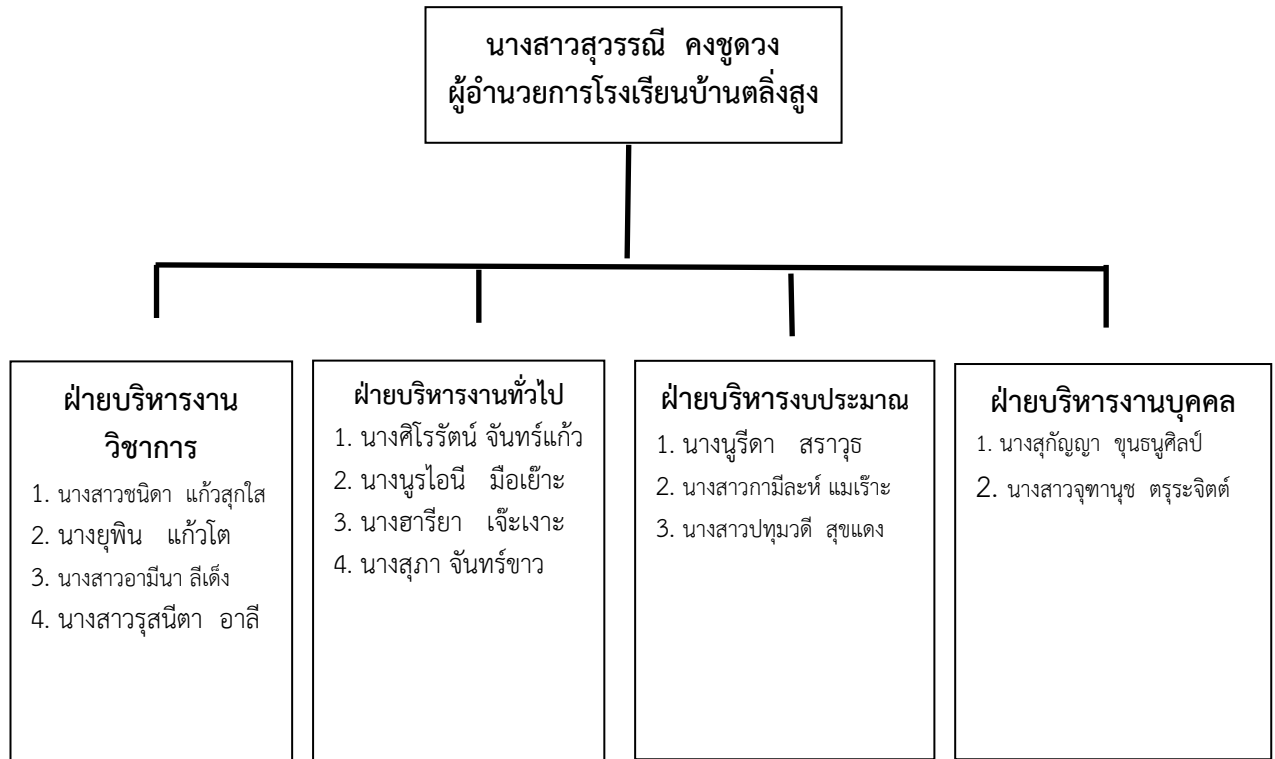 นางสาวสุวรรณี คงชูดวง
ผู้อำนวยการโรงเรียนบ้านตลิ่งสูง
ฝ่ายบริหารงาน
วิชาการ
1. นางสาวชนิดา แก้วสุกใส
2. นางยุพิน แก้วโต
3. นางสาวอามีนา ลีเด็ง
4. นางสาวรุสนีตา อาลี
ฝ่ายบริหารงานทั่วไป
1. นางศิโรรัตน์ จันทร์แก้ว
2. นางนูรไอนี มือเย๊าะ
3. นางฮารียา เจ๊ะเงาะ
4. นางสุภา จันทร์ขาว
ฝ่ายบริหารงบประมาณ
1. นางนูรีดา สราวุธ
2. นางสาวกามีละห์ แมเร๊าะ
3. นางสาวปทุมวดี สุขแดง
ฝ่ายบริหารงานบุคคล
1. นางสุกัญญา ขุนธนูศิลป์
2. นางสาวจุฑานุช ตรุระจิตต์